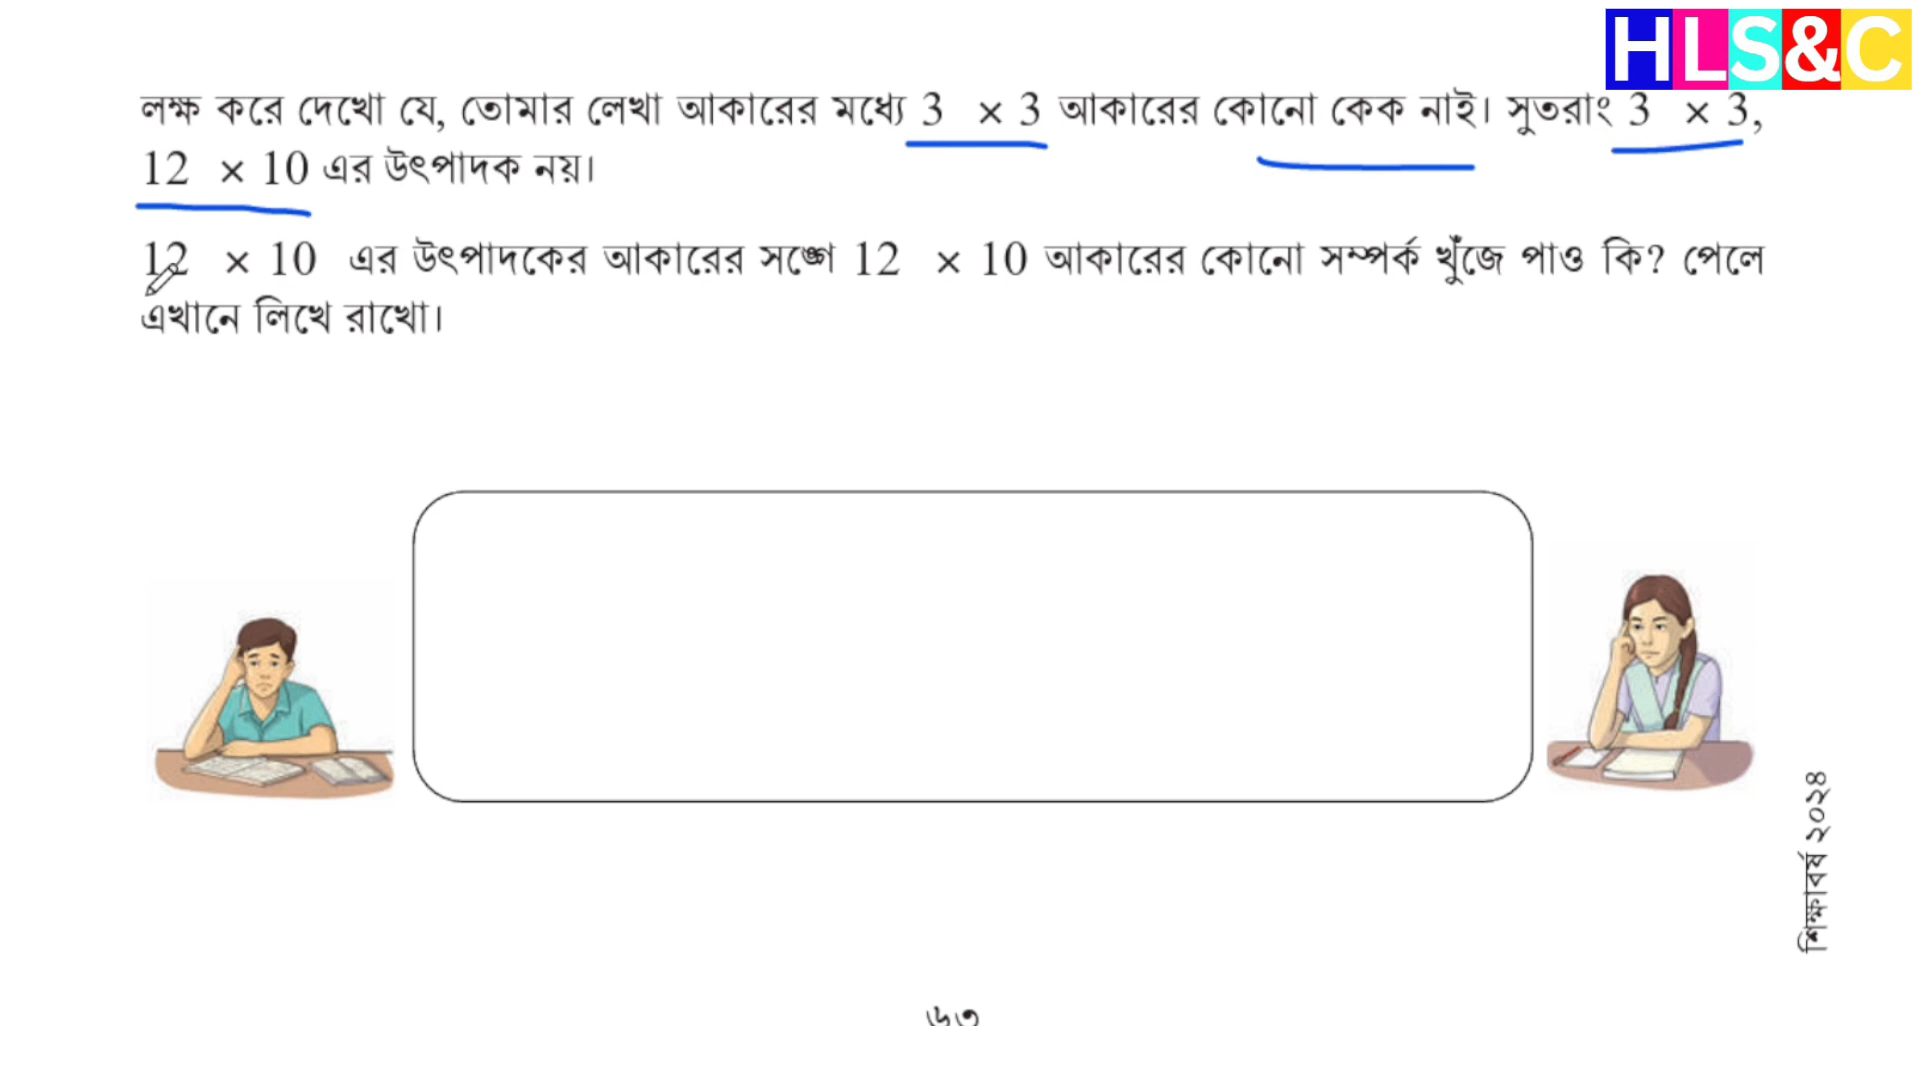 HLS&C
লক্ষ করে দেখো যে, তোমার লেখা আকারের মধ্যে 3 × 3 আকারের কোনো কেক নাই। সুতরাং 3 × 3,
12 × 10 এর উৎপাদক নয়।
12 × 10 এর উৎপাদকের আকারের সঙ্গে 12 × 10 আকারের কোনো সম্পর্ক খুঁজে পাও কি? পেলে
এখানে লিখে রাখো।
শিক্ষাবর্ষ ২০২৪
৬৩